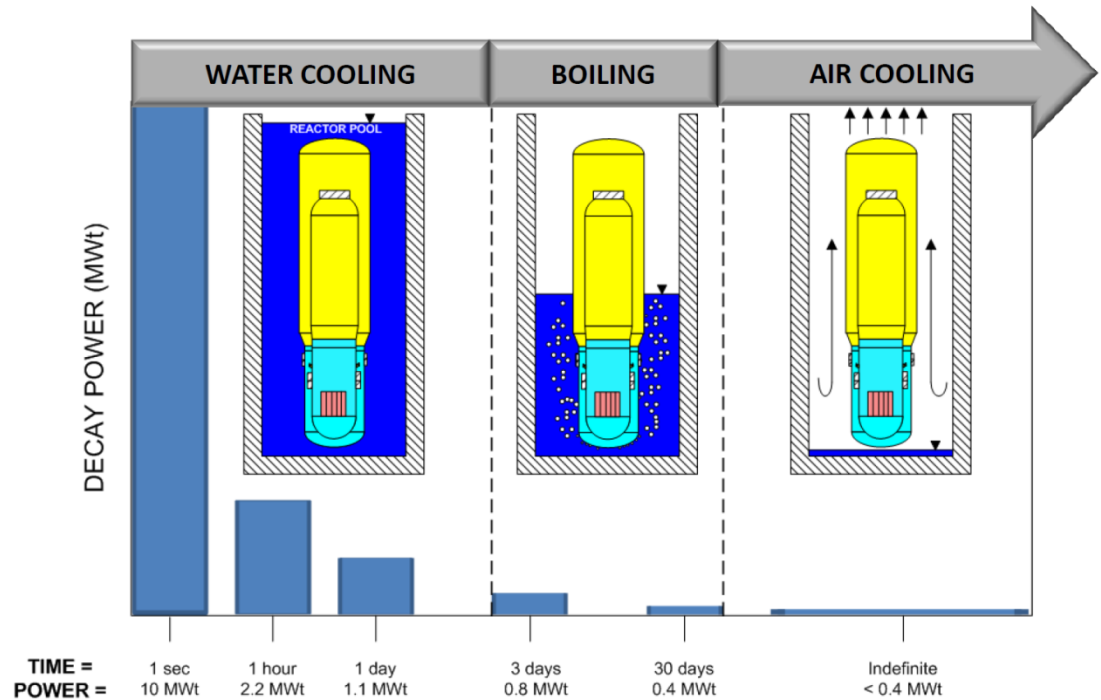 WATER COOLING
BOILING
AIR COOLING
REACTOR POOL
DECAY POWER (MWt)
TIME = 1 sec 1 hour 1 day 3 days 30 days Indefinite
POWER = 10 MWt 2.2 MWt 1.1 MWt 0.8 MWt 0.4 MWt < 0.4 MWt